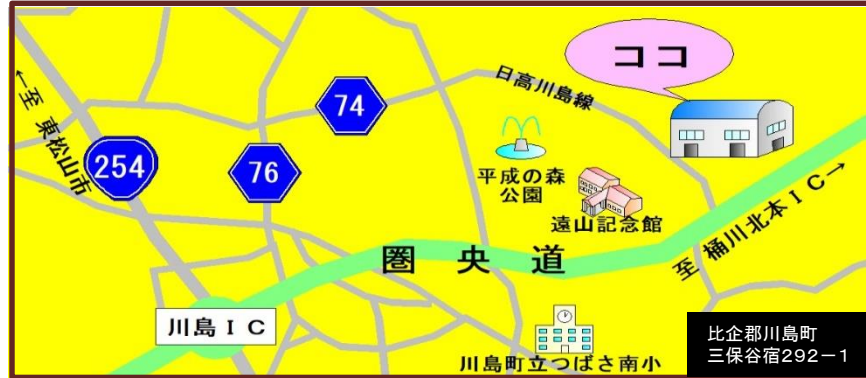 ココ
日高川島線
74
←至 東松山市
254
76
平成の森
公園
遠山記念館
至 桶川北本IC→
圏央道
川島IC
川島町立つばさ南小
比企郡川島町
三保谷宿292－1